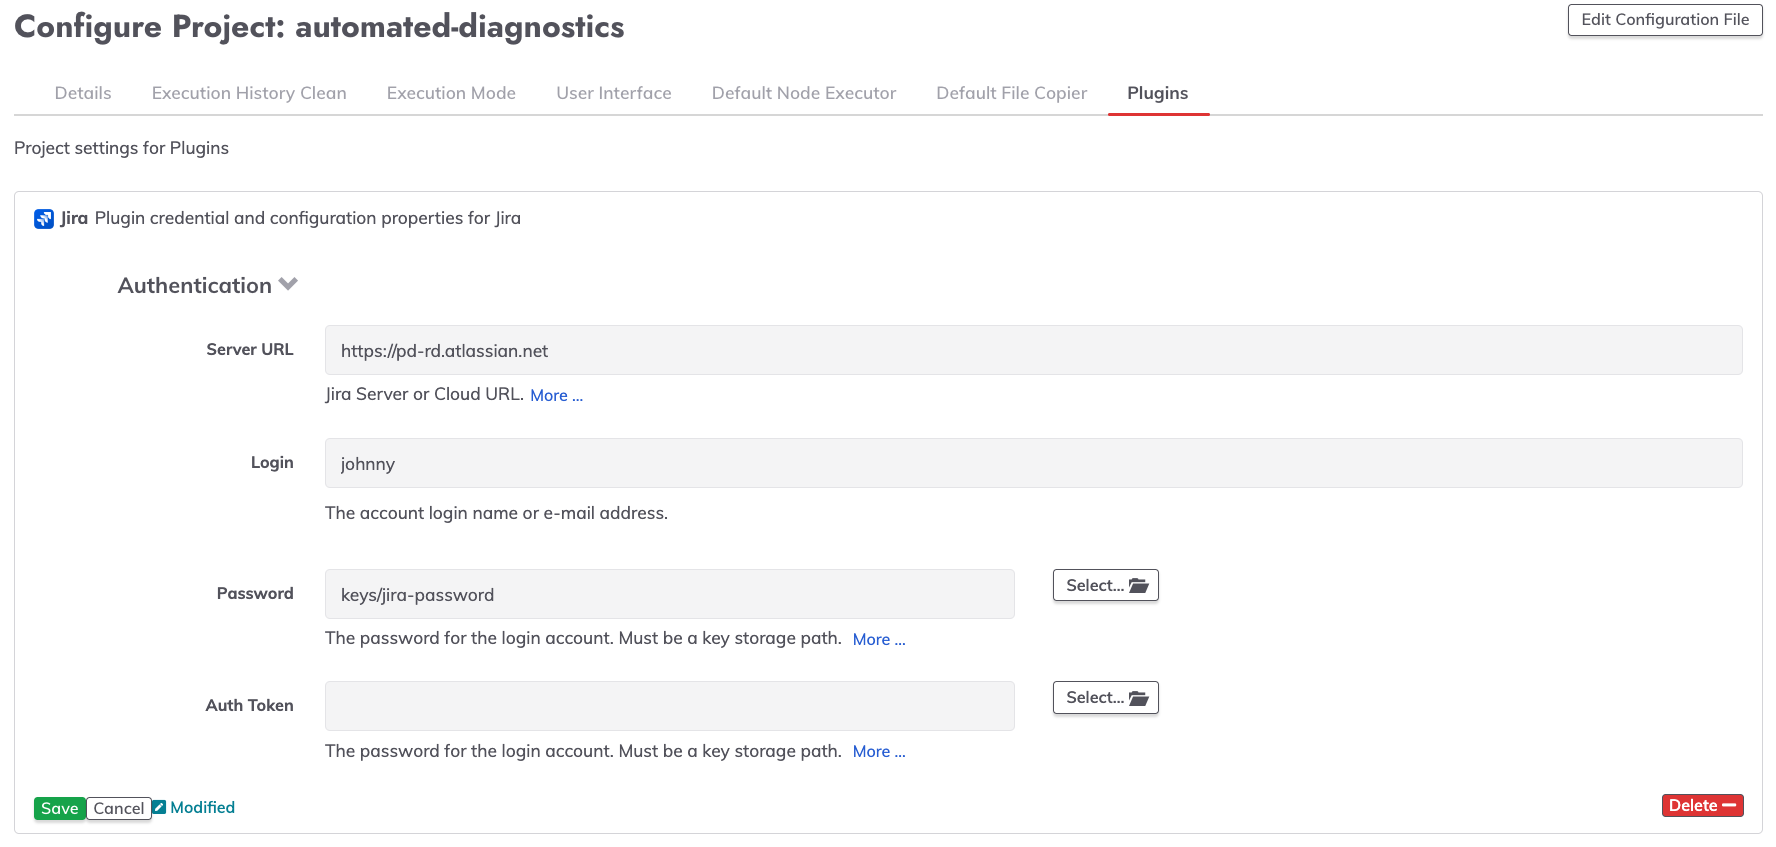 Configure Project: automated-diagnostics
Edit Configuration File
Details Execution History Clean Execution Mode User Interface Default Node Executor Default File Copier Plugins
Project settings for Plugins
Jira Plugin credential and configuration properties for Jira
Authentication
Server URL https://pd-rd.atlassian.net
Jira Server or Cloud URL. More ...
Login johnny
The account login name or e-mail address.
Password keys/jira-password Select...
The password for the login account. Must be a key storage path. More ...
Auth Token Select...
The password for the login account. Must be a key storage path. More ...
Save Cancel Modified Delete